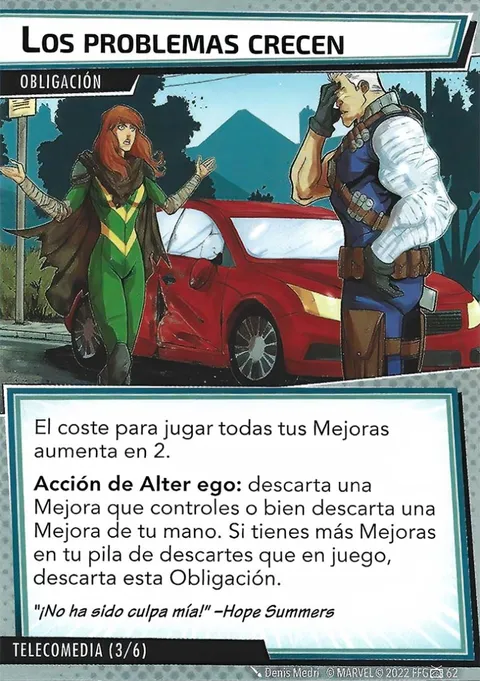 LOS PROBLEMAS CRECEN
OBLIGACIÓN
El coste para jugar todas tus Mejoras
aumenta en 2.
Acción de Alter ego: descarta una
Mejora que controles o bien descarta una
Mejora de tu mano. Si tienes más Mejoras
en tu pila de descartes que en juego,
descarta esta Obligación.
"¡No ha sido culpa mía!" –Hope Summers
TELECOMEDIA (3/6)
Denis Medri © MARVEL © 2022 FFG 62